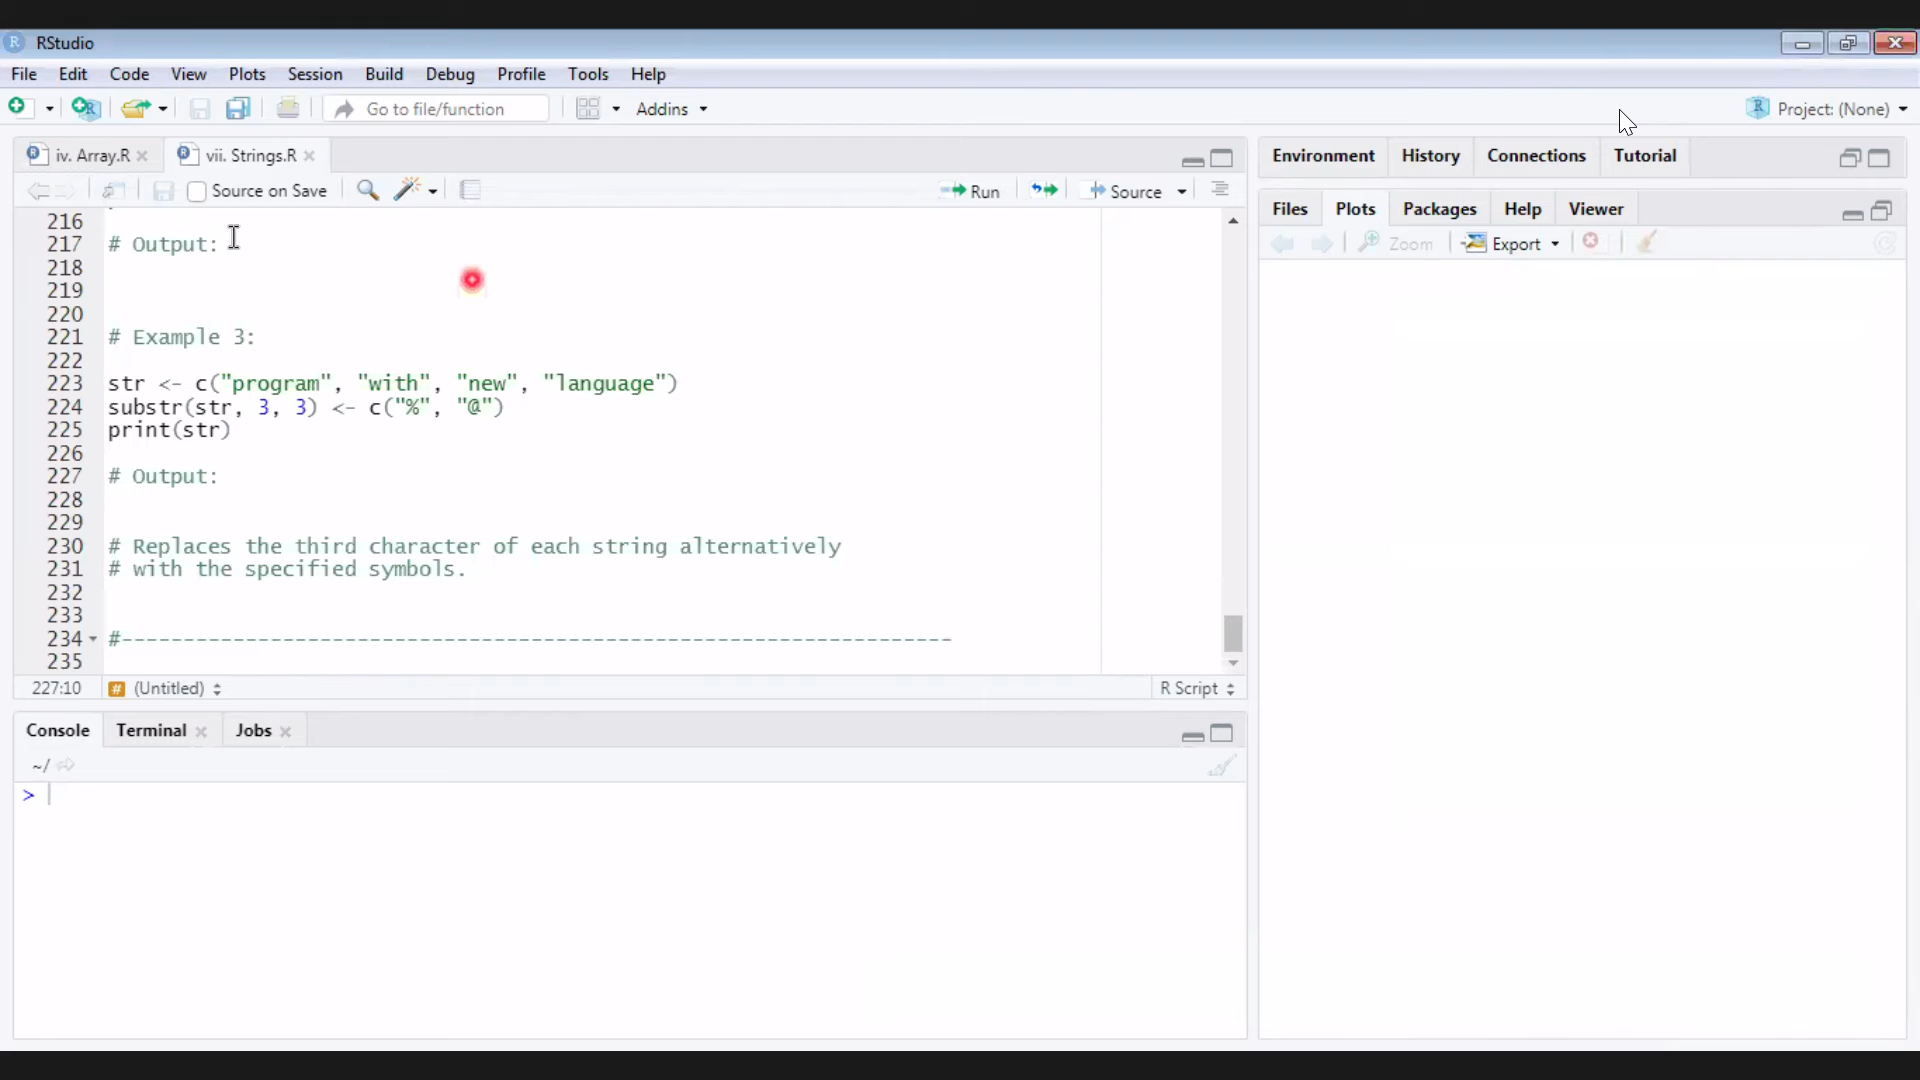 RStudio
File Edit Code View Plots Session Build Debug Profile Tools Help
Go to file/function Addins Project: (None)
iv. Array.R vii. Strings.R
Source on Save Run Source
216
217 # Output:
218
219
220
221 # Example 3:
222
223 str <- c("program", "with", "new", "language")
224 substr(str, 3, 3) <- c("%", "@")
225 print(str)
226
227 # Output:
228
229
230 # Replaces the third character of each string alternatively
231 # with the specified symbols.
232
233
234 #-------------------------------------------------------------------
235
227:10 # (Untitled) R Script
Console Terminal Jobs
~/
>
Environment History Connections Tutorial
Files Plots Packages Help Viewer
Zoom Export